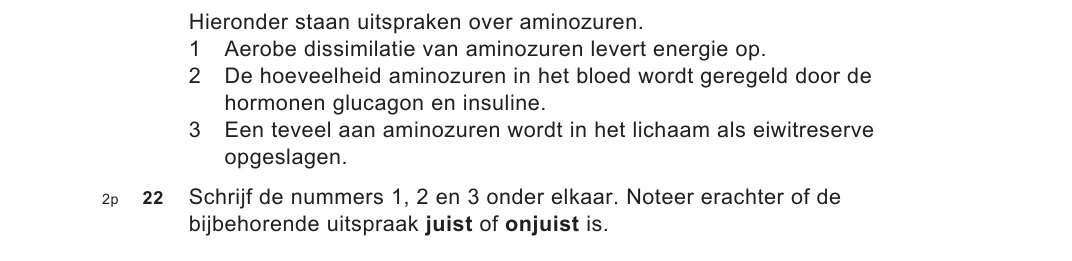 Hieronder staan uitspraken over aminozuren.
1 Aerobe dissimilatie van aminozuren levert energie op.
2 De hoeveelheid aminozuren in het bloed wordt geregeld door de
hormonen glucagon en insuline.
3 Een teveel aan aminozuren wordt in het lichaam als eiwitreserve
opgeslagen.
2p 22 Schrijf de nummers 1, 2 en 3 onder elkaar. Noteer erachter of de
bijbehorende uitspraak juist of onjuist is.